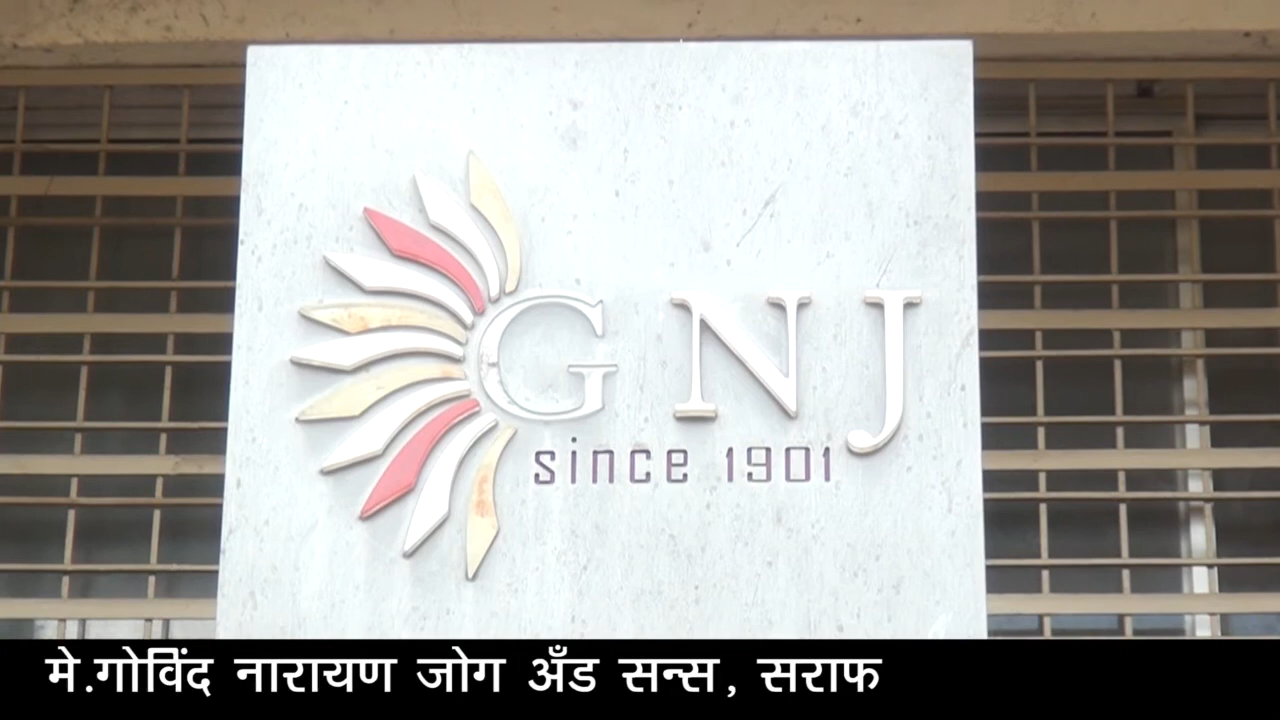 GNJ
since 1901
मे.गोविंद नारायण जोग अँड सन्स, सराफ